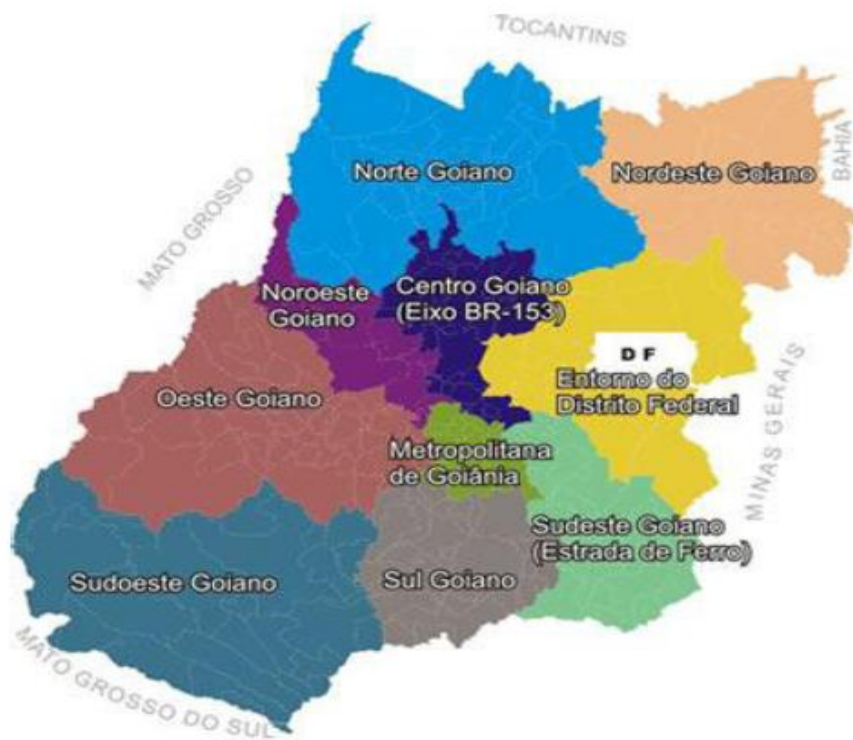 TOCANTINS
BAHIA
Norte Goiano
Nordeste Goiano
MATO GROSSO
Noroeste
Goiano
Centro Goiano
(Eixo BR-153)
D F
Entorno do
Distrito Federal
MINAS GERAIS
Oeste Goiano
Metropolitana
de Goiânia
Sudeste Goiano
(Estrada de Ferro)
Sudoeste Goiano
Sul Goiano
MATO GROSSO DO SUL